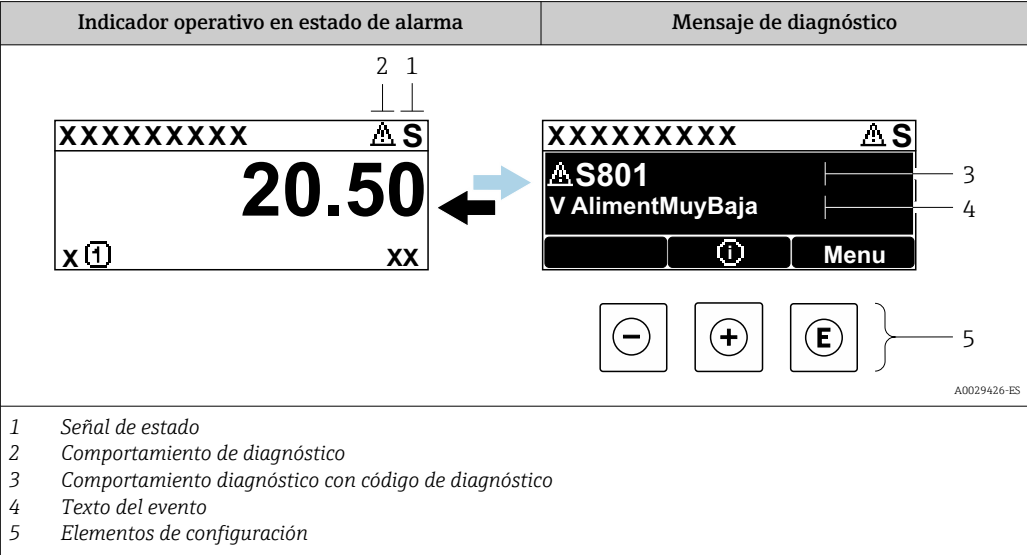 Indicador operativo en estado de alarma
Mensaje de diagnóstico
2 1
XXXXXXXXX S
20.50
x 1 xx
XXXXXXXXX S
S801
V AlimentMuyBaja
i Menu
3
4
- + E
5
A0029426-ES
1 Señal de estado
2 Comportamiento de diagnóstico
3 Comportamiento diagnóstico con código de diagnóstico
4 Texto del evento
5 Elementos de configuración